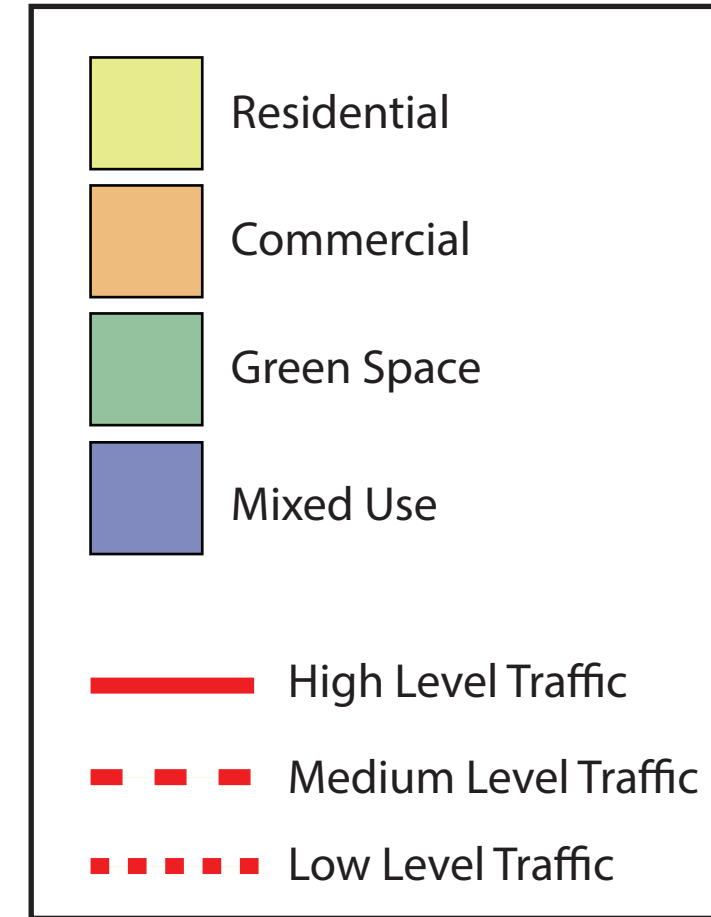 Residential
Commercial
Green Space
Mixed Use
High Level Traffic
Medium Level Traffic
Low Level Traffic